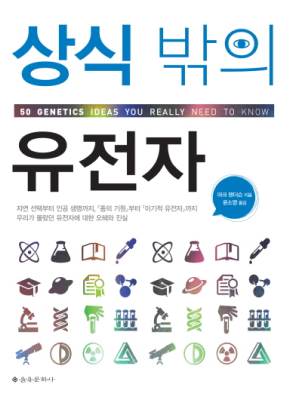 상식 밖의
50 GENETICS IDEAS YOU REALLY NEED TO KNOW
유전자
마크 헨더슨 지음
윤소영 옮김
자연 선택부터 인공 생명까지, 『종의 기원』부터 『이기적 유전자』까지
우리가 몰랐던 유전자에 대한 오해와 진실
을유문화사